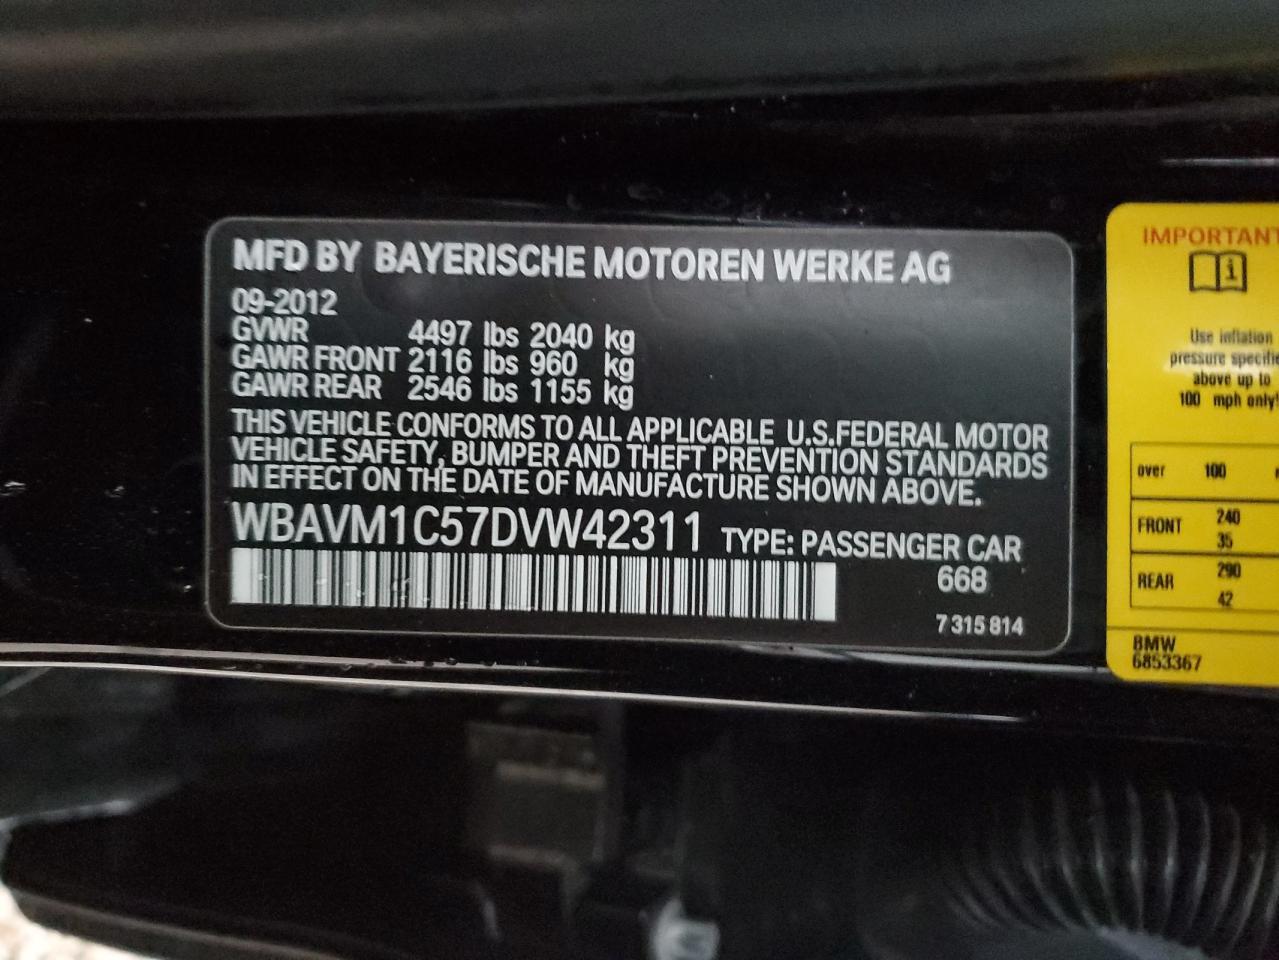 MFD BY BAYERISCHE MOTOREN WERKE AG
09-2012
GVWR 4497 lbs 2040 kg
GAWR FRONT 2116 lbs 960 kg
GAWR REAR 2546 lbs 1155 kg
THIS VEHICLE CONFORMS TO ALL APPLICABLE U.S.FEDERAL MOTOR
VEHICLE SAFETY, BUMPER AND THEFT PREVENTION STANDARDS
IN EFFECT ON THE DATE OF MANUFACTURE SHOWN ABOVE.
WBAVM1C57DVW42311 TYPE: PASSENGER CAR
668
7 315 814
IMPORTANT
i
Use inflation
pressure specifie
above up to
100 mph only!
over 100
FRONT 240
35
REAR 290
42
BMW
6853367